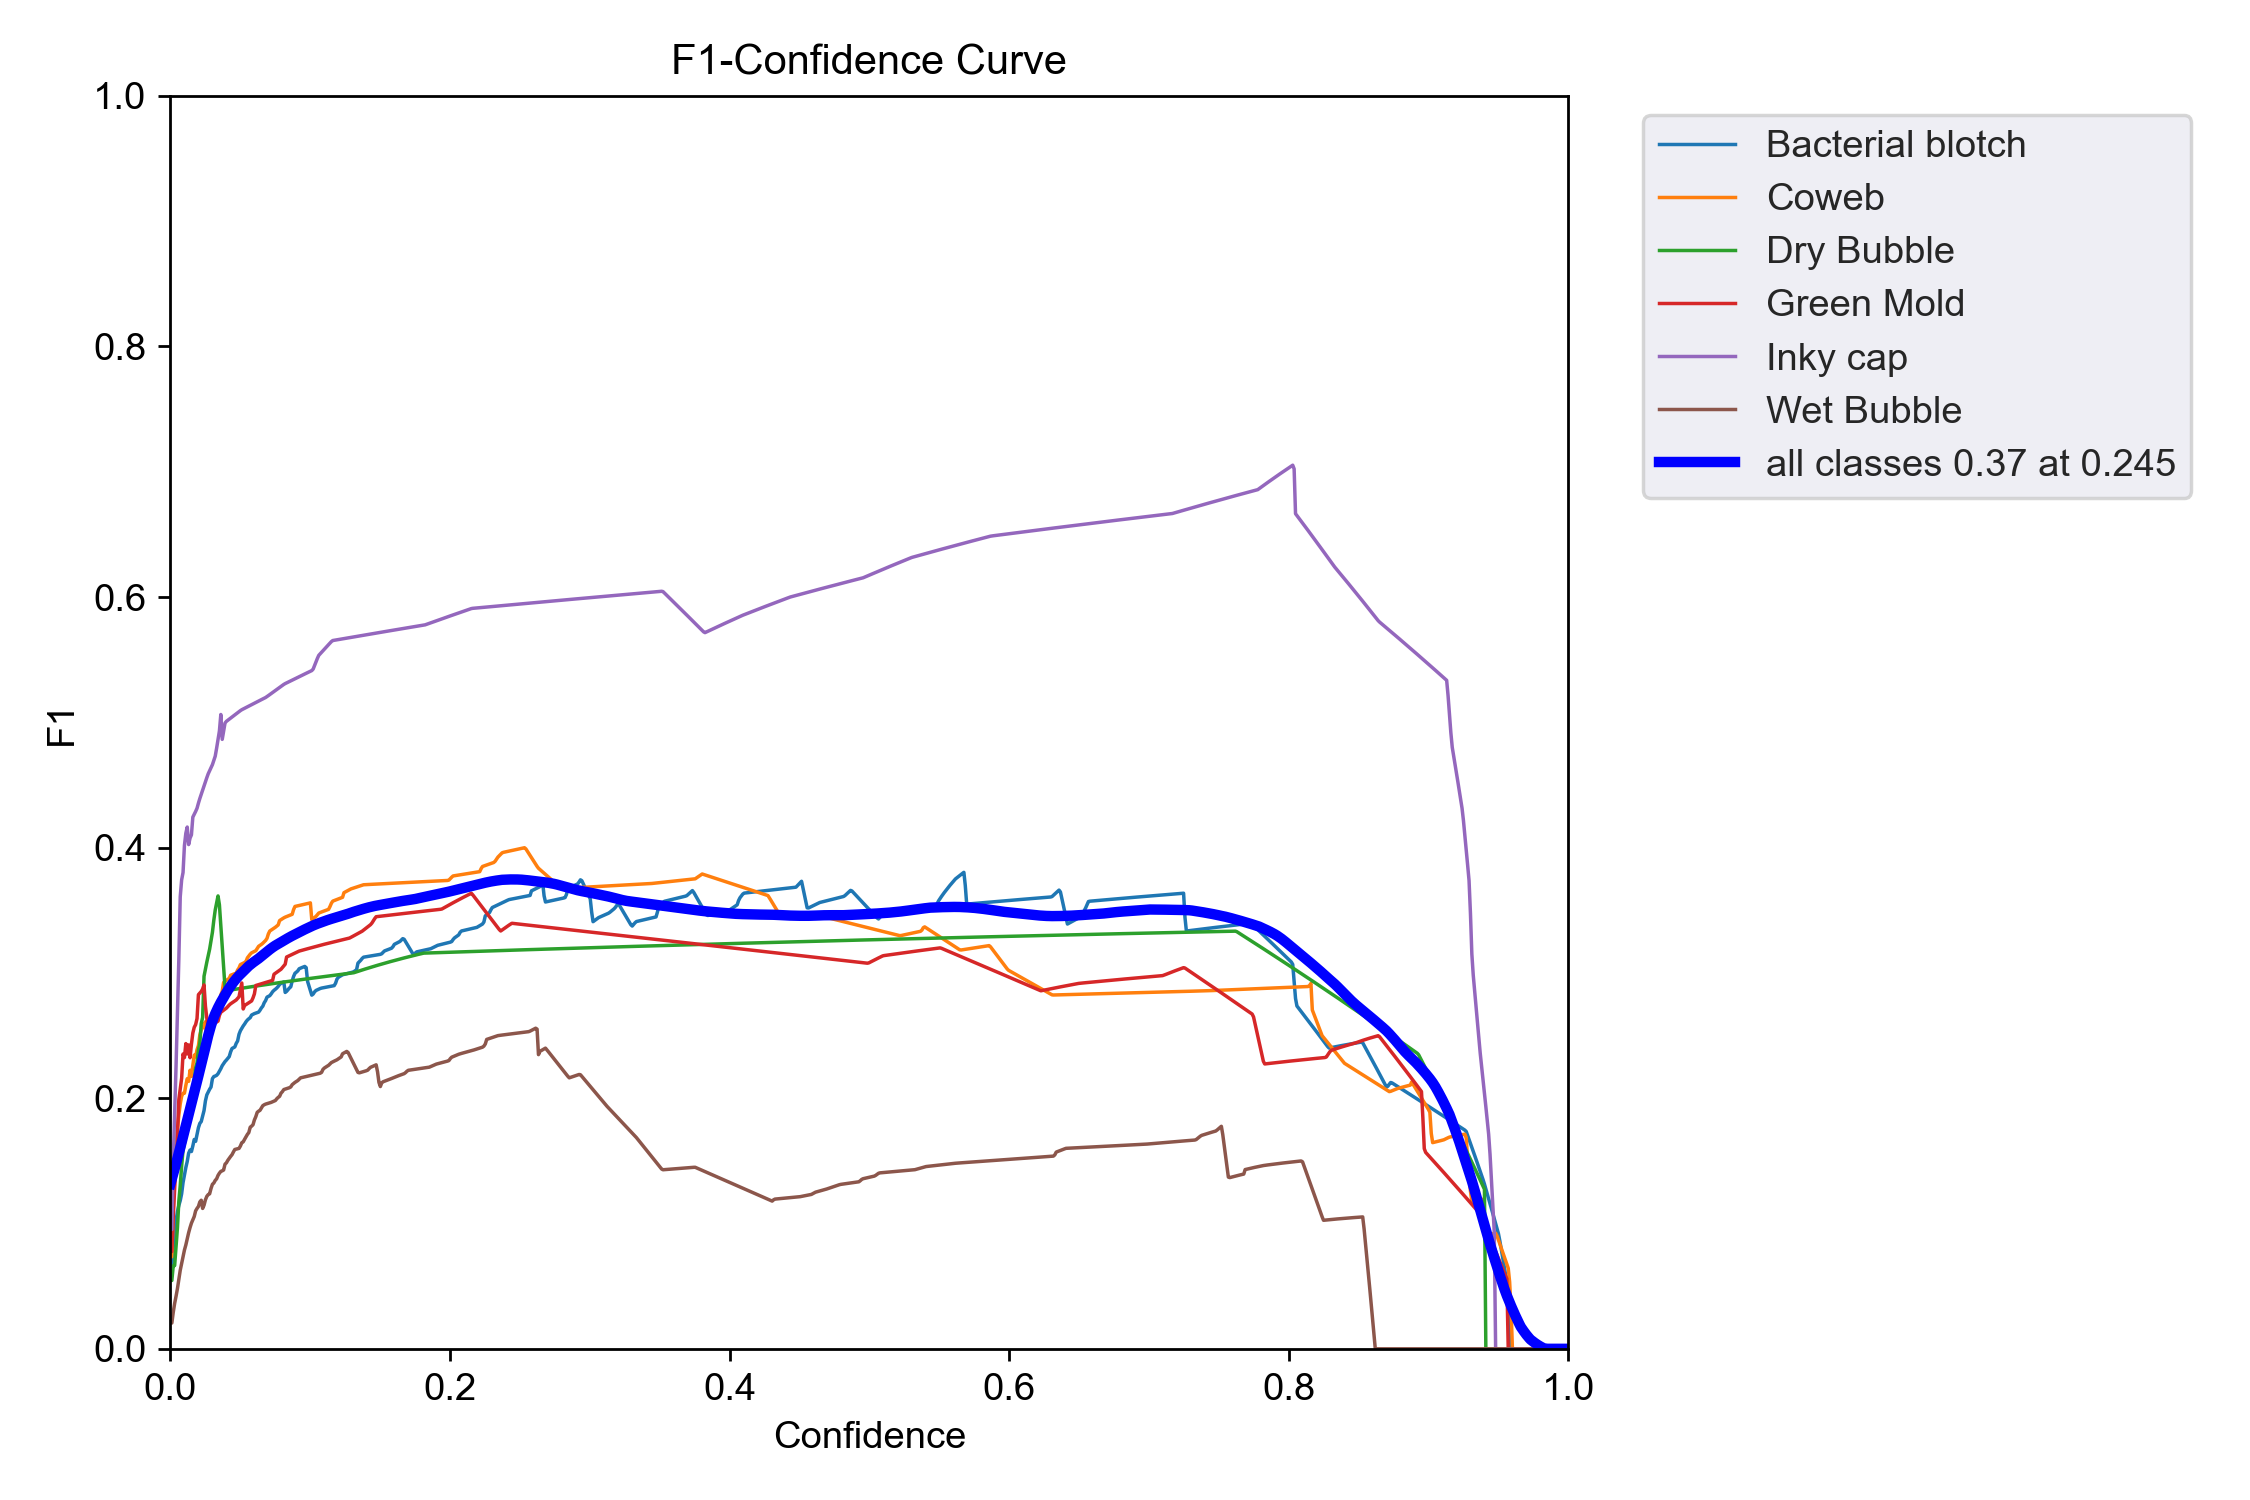 F1-Confidence Curve
1.0
0.8
0.6
0.4
0.2
0.0
F1
0.0 0.2 0.4 0.6 0.8 1.0
Confidence
Bacterial blotch
Coweb
Dry Bubble
Green Mold
Inky cap
Wet Bubble
all classes 0.37 at 0.245